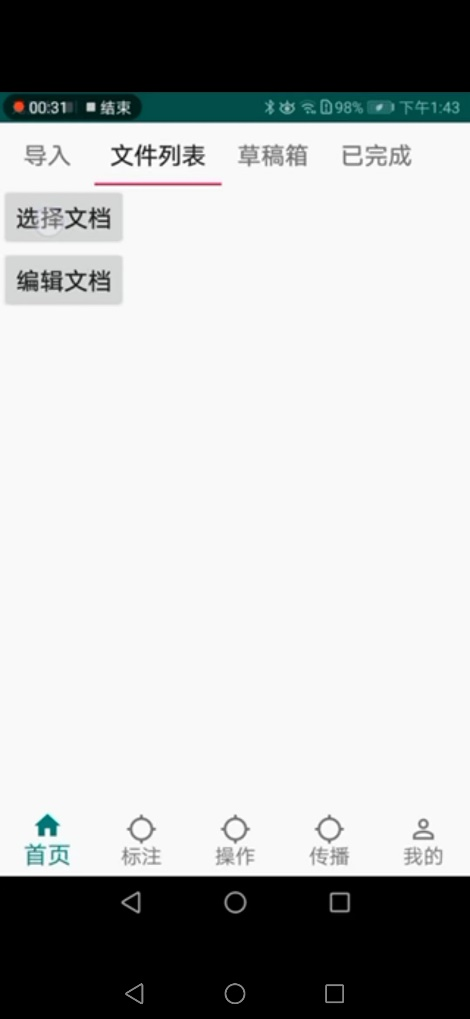 00:31 结束 98% 下午1:43
导入 文件列表 草稿箱 已完成
选择文档
编辑文档
首页 标注 操作 传播 我的